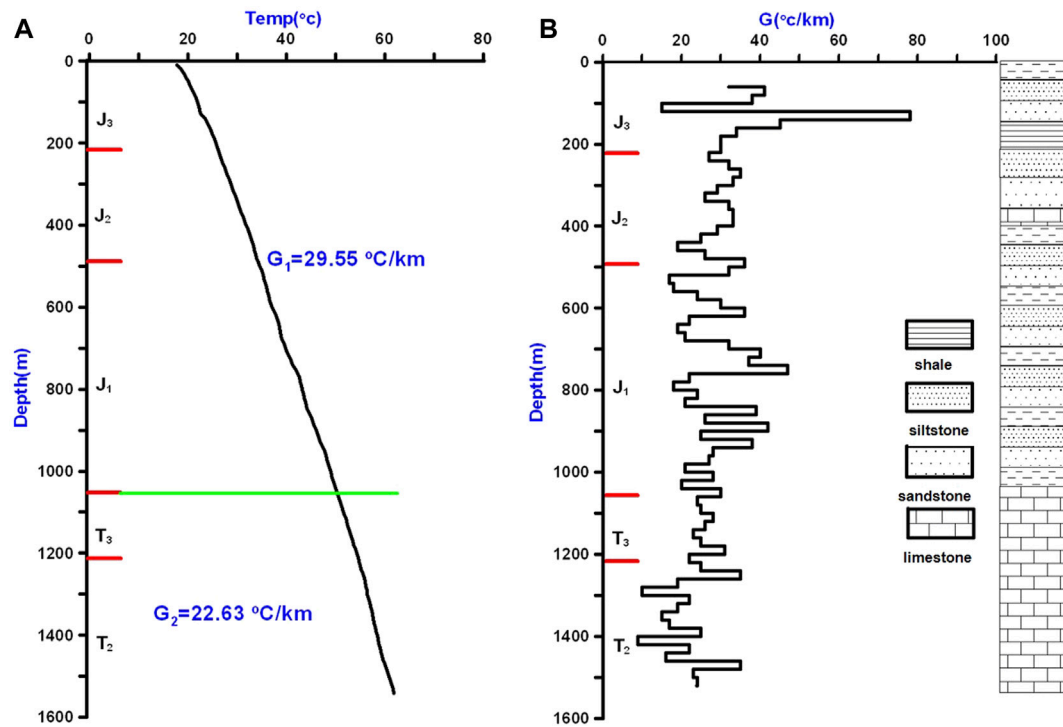 A
Temp(°c)
0 20 40 60 80
0
200
400
600
800
1000
1200
1400
1600
Depth(m)
J3
J2
J1
T3
T2
G1=29.55 ºC/km
G2=22.63 ºC/km
B
G(°c/km)
0 20 40 60 80 100
0
200
400
600
800
1000
1200
1400
1600
Depth(m)
J3
J2
J1
T3
T2
shale
siltstone
sandstone
limestone